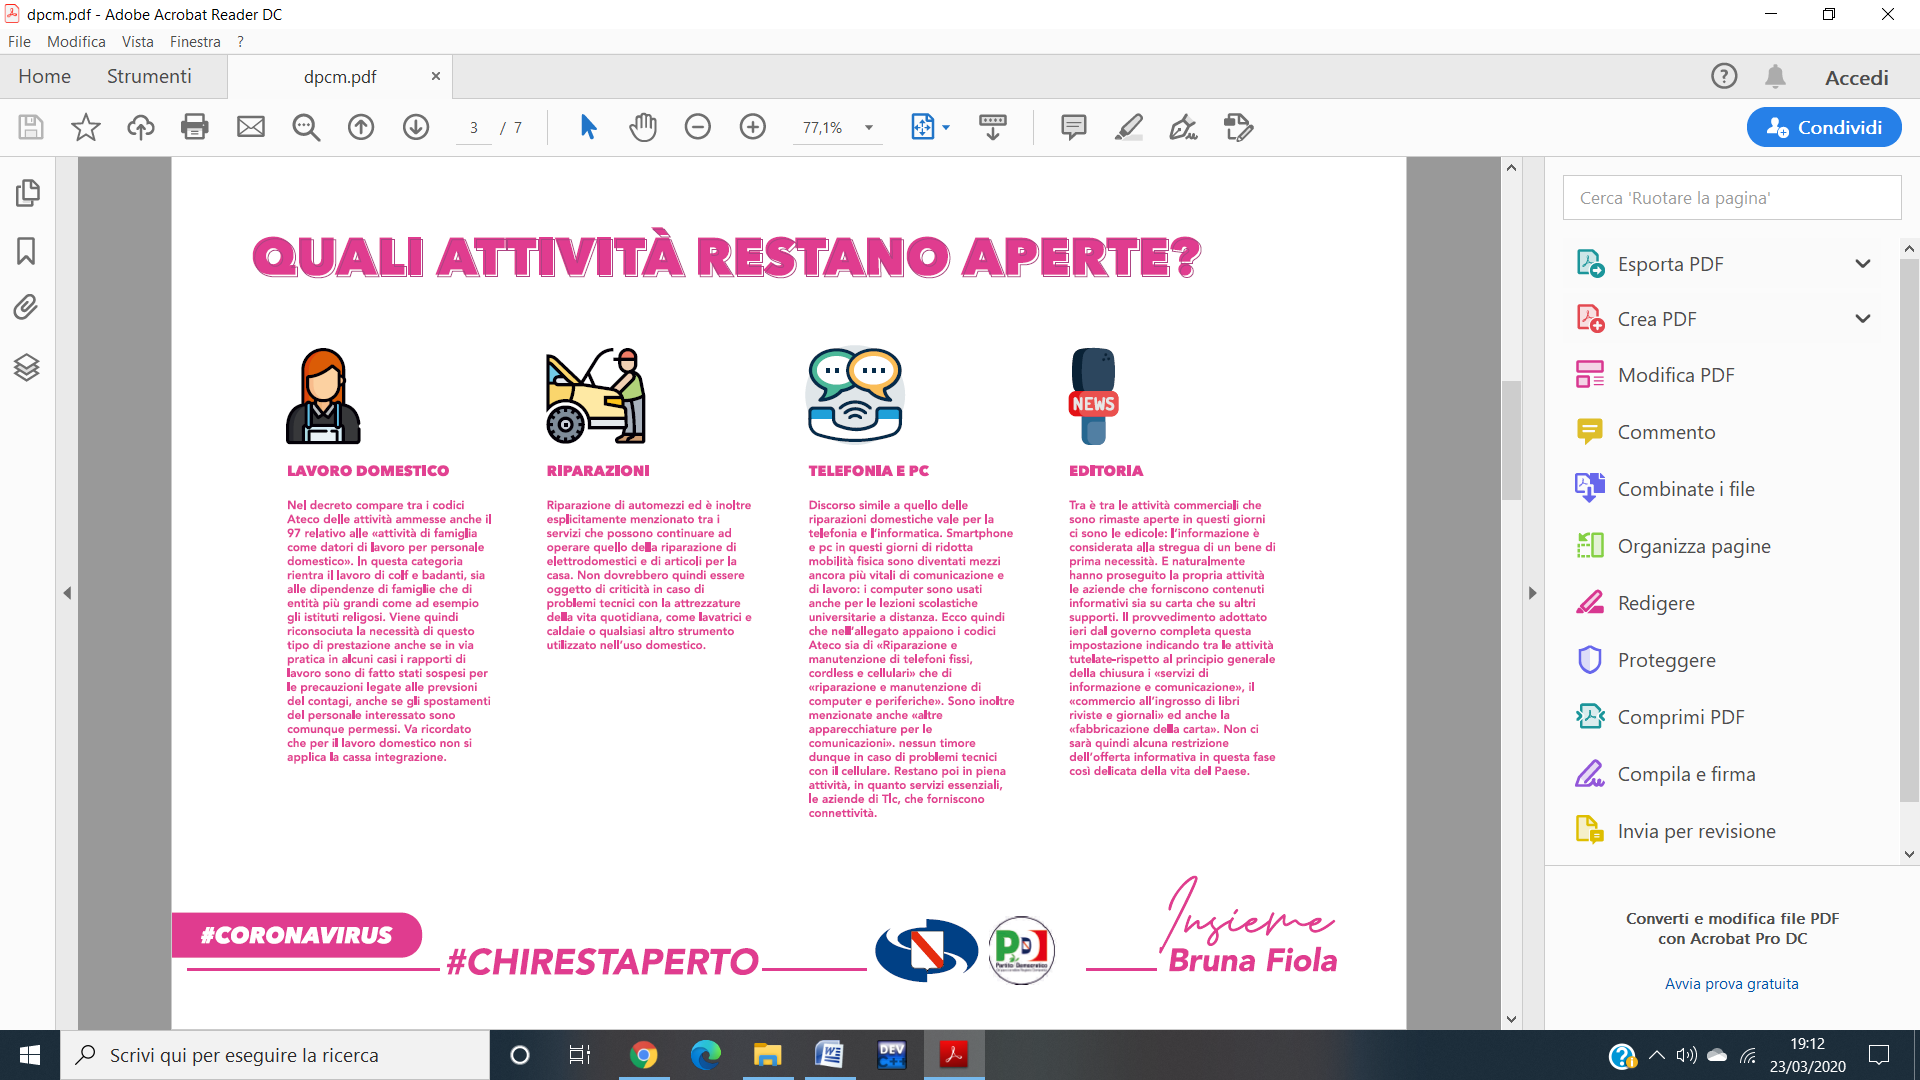 dpcm.pdf - Adobe Acrobat Reader DC
File Modifica Vista Finestra ?
Home Strumenti dpcm.pdf × Accedi
3 / 7 77,1% Condividi
QUALI ATTIVITÀ RESTANO APERTE?
NEWS
LAVORO DOMESTICO
Nel decreto compare tra i codici
Ateco delle attività ammesse anche il
97 relativo alle «attività di famiglia
come datori di lavoro per personale
domestico». In questa categoria
rientra il lavoro di colf e badanti, sia
alle dipendenze di famiglie che di
entità più grandi come ad esempio
gli istituti religosi. Viene quindi
riconsociuta la necessità di questo
tipo di prestazione anche se in via
pratica in alcuni casi i rapporti di
lavoro sono di fatto stati sospesi per
le precauzioni legate alle prevsioni
del contagi, anche se gli spostamenti
del personale interessato sono
comunque permessi. Va ricordato
che per il lavoro domestico non si
applica la cassa integrazione.
RIPARAZIONI
Riparazione di automezzi ed è inoltre
esplicitamente menzionato tra i
servizi che possono continuare ad
operare quello della riparazione di
elettrodomestici e di articoli per la
casa. Non dovrebbero quindi essere
oggetto di criticità in caso di
problemi tecnici con la attrezzature
della vita quotidiana, come lavatrici e
caldaie o qualsiasi altro strumento
utilizzato nell'uso domestico.
TELEFONIA E PC
Discorso simile a quello delle
riparazioni domestiche vale per la
telefonia e l'informatica. Smartphone
e pc in questi giorni di ridotta
mobilità fisica sono diventati mezzi
ancora più vitali di comunicazione e
di lavoro: i computer sono usati
anche per le lezioni scolastiche
universitarie a distanza. Ecco quindi
che nell'allegato appaiono i codici
Ateco sia di «Riparazione e
manutenzione di telefoni fissi,
cordless e cellulari» che di
«riparazione e manutenzione di
computer e periferiche». Sono inoltre
menzionate anche «altre
apparecchiature per le
comunicazioni». nessun timore
dunque in caso di problemi tecnici
con il cellulare. Restano poi in piena
attività, in quanto servizi essenziali,
le aziende di Tlc, che forniscono
connettività.
EDITORIA
Tra è tra le attività commerciali che
sono rimaste aperte in questi giorni
ci sono le edicole: l'informazione è
considerata alla stregua di un bene di
prima necessità. E naturalmente
hanno proseguito la propria attività
le aziende che forniscono contenuti
informativi sia su carta che su altri
supporti. Il provvedimento adottato
ieri dal governo completa questa
impostazione indicando tra le attività
tutelate-rispetto al principio generale
della chiusura i «servizi di
informazione e comunicazione», il
«commercio all'ingrosso di libri
riviste e giornali» ed anche la
«fabbricazione della carta». Non ci
sarà quindi alcuna restrizione
dell'offerta informativa in questa fase
così delicata della vita del Paese.
#CORONAVIRUS
#CHIRESTAPERTO
PD
Partito Democratico
Insieme
Bruna Fiola
Cerca 'Ruotare la pagina'
Esporta PDF
Crea PDF
Modifica PDF
Commento
Combinate i file
Organizza pagine
Redigere
Proteggere
Comprimi PDF
Compila e firma
Invia per revisione
Converti e modifica file PDF
con Acrobat Pro DC
Avvia prova gratuita
Scrivi qui per eseguire la ricerca
DEV
C++
19:12
23/03/2020